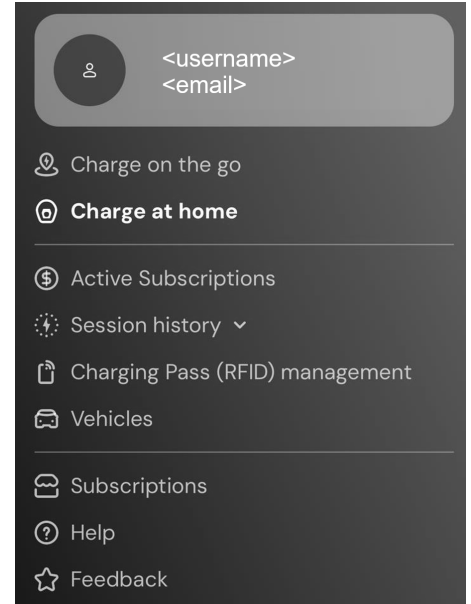 <username>
<email>
Charge on the go
Charge at home
Active Subscriptions
Session history
Charging Pass (RFID) management
Vehicles
Subscriptions
Help
Feedback